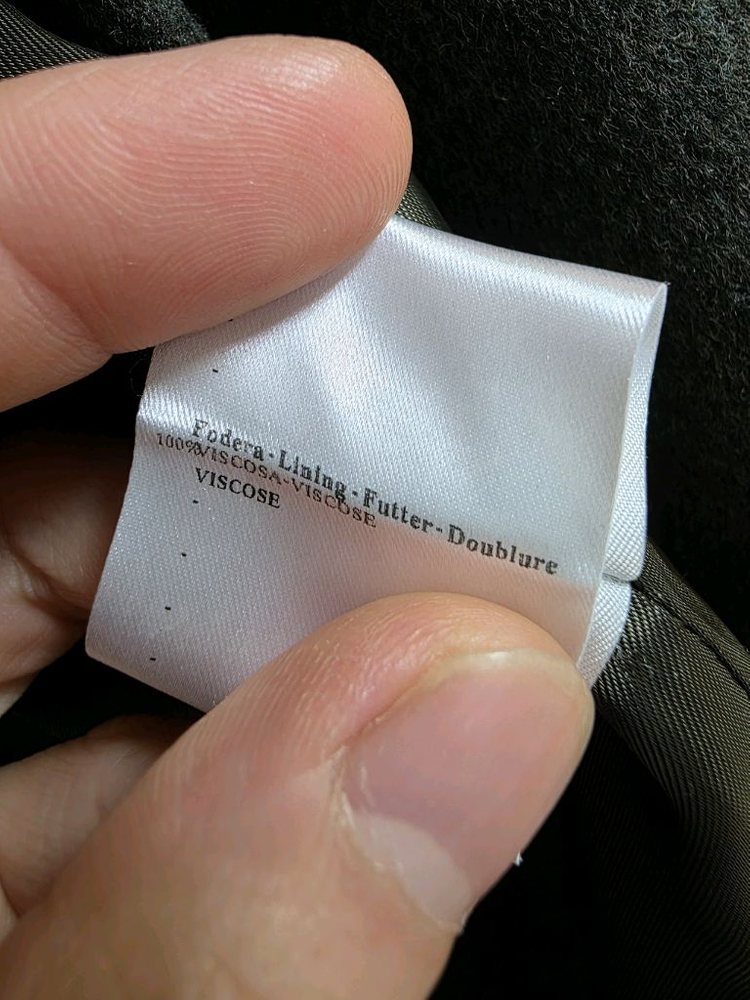 Fodera-Lining-Futter-Doublure
100%VISCOSA-VISCOSE
VISCOSE